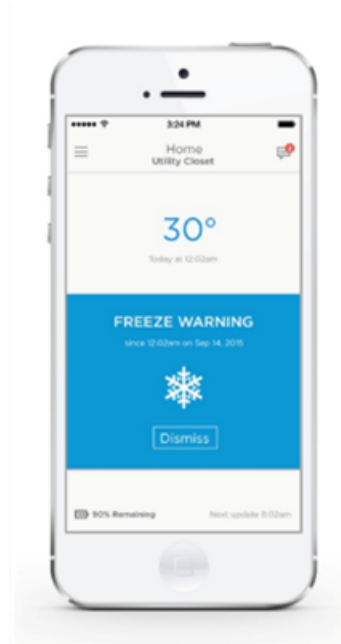 3:24 PM
Home
Utility Closet
2
30°
Today at 12:02am
FREEZE WARNING
since 12:02am on Sep 14, 2015
Dismiss
90% Remaining
Next update 8:02am